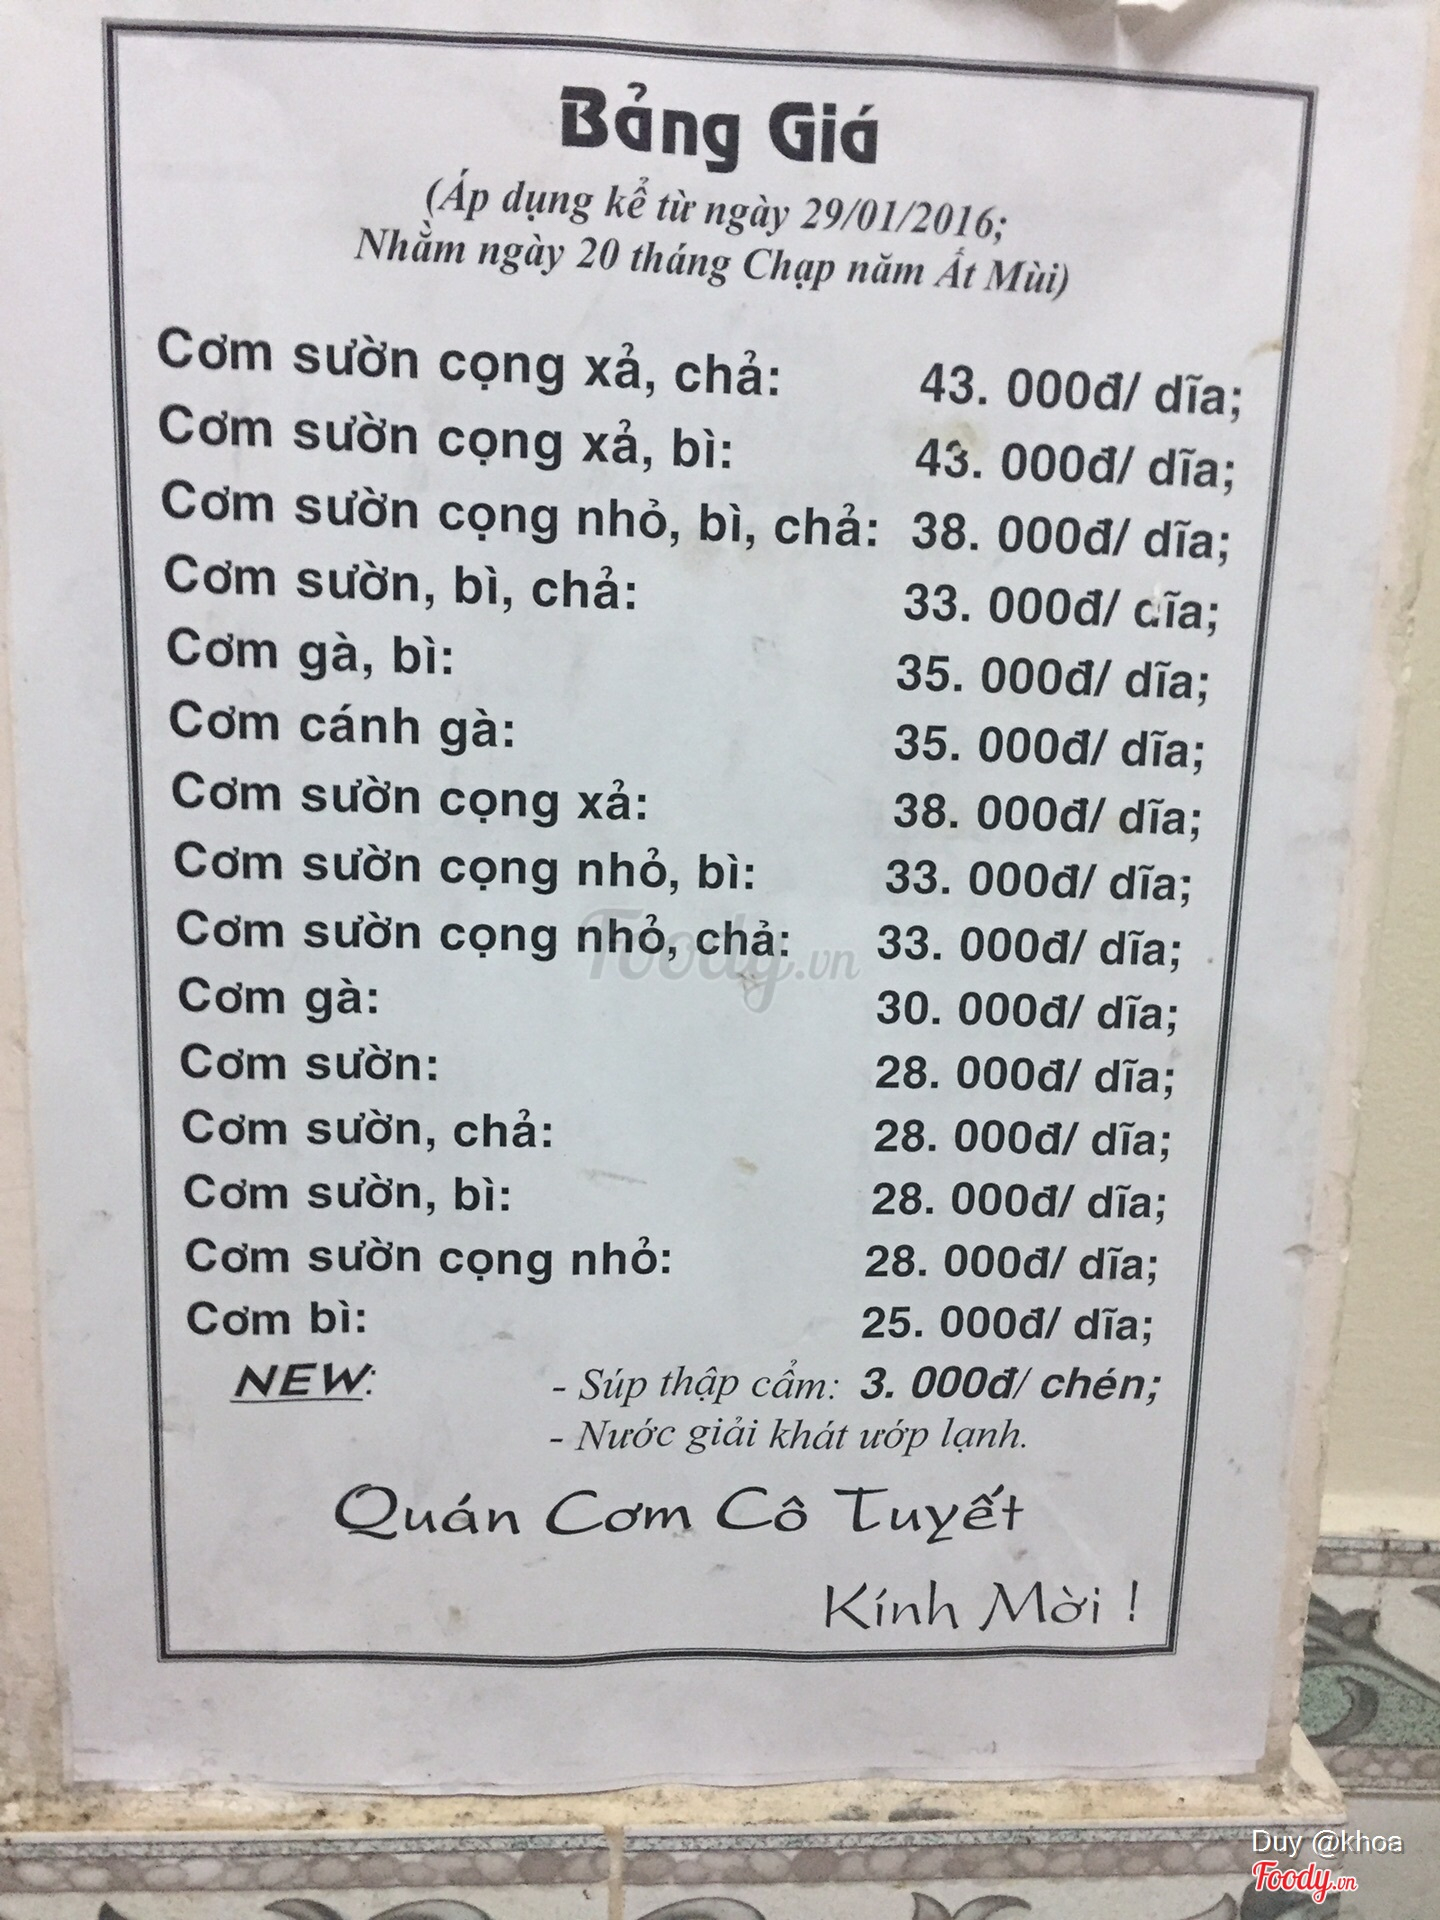 Bảng Giá
(Áp dụng kể từ ngày 29/01/2016;
Nhằm ngày 20 tháng Chạp năm Ất Mùi)
Cơm sườn cọng xả, chả: 43. 000đ/ dĩa;
Cơm sườn cọng xả, bì: 43. 000đ/ dĩa;
Cơm sườn cọng nhỏ, bì, chả: 38. 000đ/ dĩa;
Cơm sườn, bì, chả: 33. 000đ/ dĩa;
Cơm gà, bì: 35. 000đ/ dĩa;
Cơm cánh gà: 35. 000đ/ dĩa;
Cơm sườn cọng xả: 38. 000đ/ dĩa;
Cơm sườn cọng nhỏ, bì: 33. 000đ/ dĩa;
Cơm sườn cọng nhỏ, chả: 33. 000đ/ dĩa;
Foody.vn
Cơm gà: 30. 000đ/ dĩa;
Cơm sườn: 28. 000đ/ dĩa;
Cơm sườn, chả: 28. 000đ/ dĩa;
Cơm sườn, bì: 28. 000đ/ dĩa;
Cơm sườn cọng nhỏ: 28. 000đ/ dĩa;
Cơm bì: 25. 000đ/ dĩa;
NEW: - Súp thập cẩm: 3. 000đ/ chén;
- Nước giải khát ướp lạnh.
Quán Cơm Cô Tuyết
Kính Mời !
Duy @khoa
Foody.vn